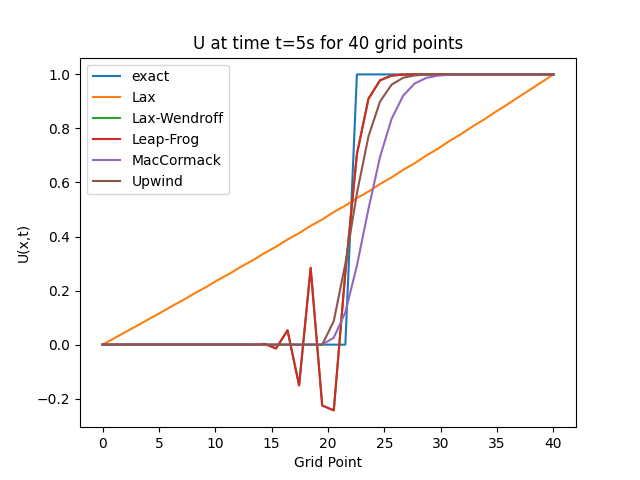 U at time t=5s for 40 grid points
U(x,t)
1.0
0.8
0.6
0.4
0.2
0.0
−0.2
exact
Lax
Lax-Wendroff
Leap-Frog
MacCormack
Upwind
0 5 10 15 20 25 30 35 40
Grid Point